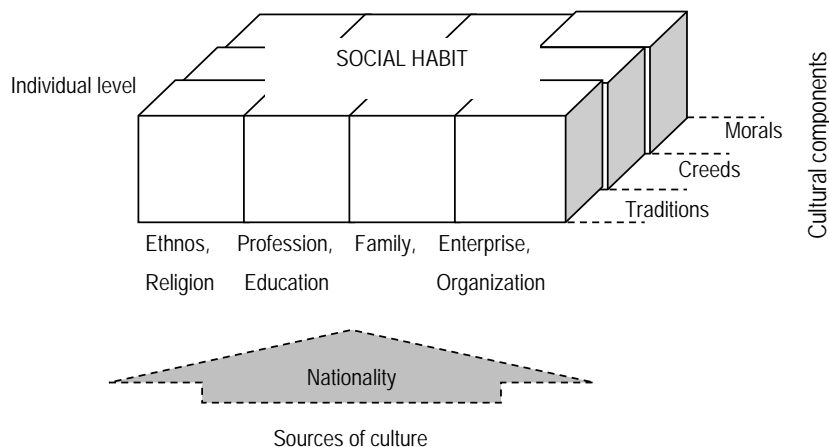 SOCIAL HABIT
Individual level
Morals
Creeds
Traditions
Cultural components
Ethnos,
Religion
Profession,
Education
Family,
Enterprise,
Organization
Nationality
Sources of culture